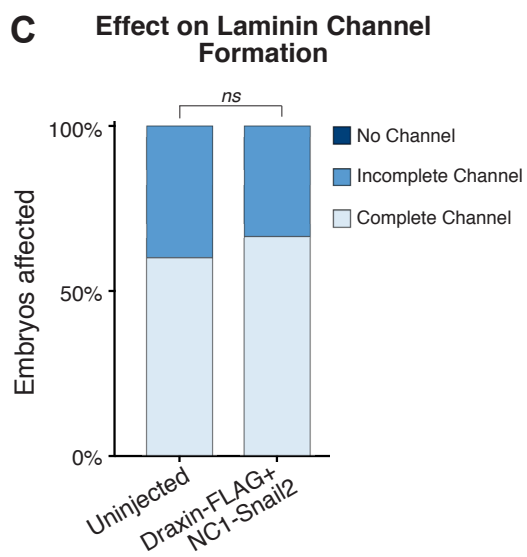 C
Effect on Laminin Channel
Formation
ns
100%
50%
0%
Embryos affected
No Channel
Incomplete Channel
Complete Channel
Uninjected
Draxin-FLAG+
NC1-Snail2